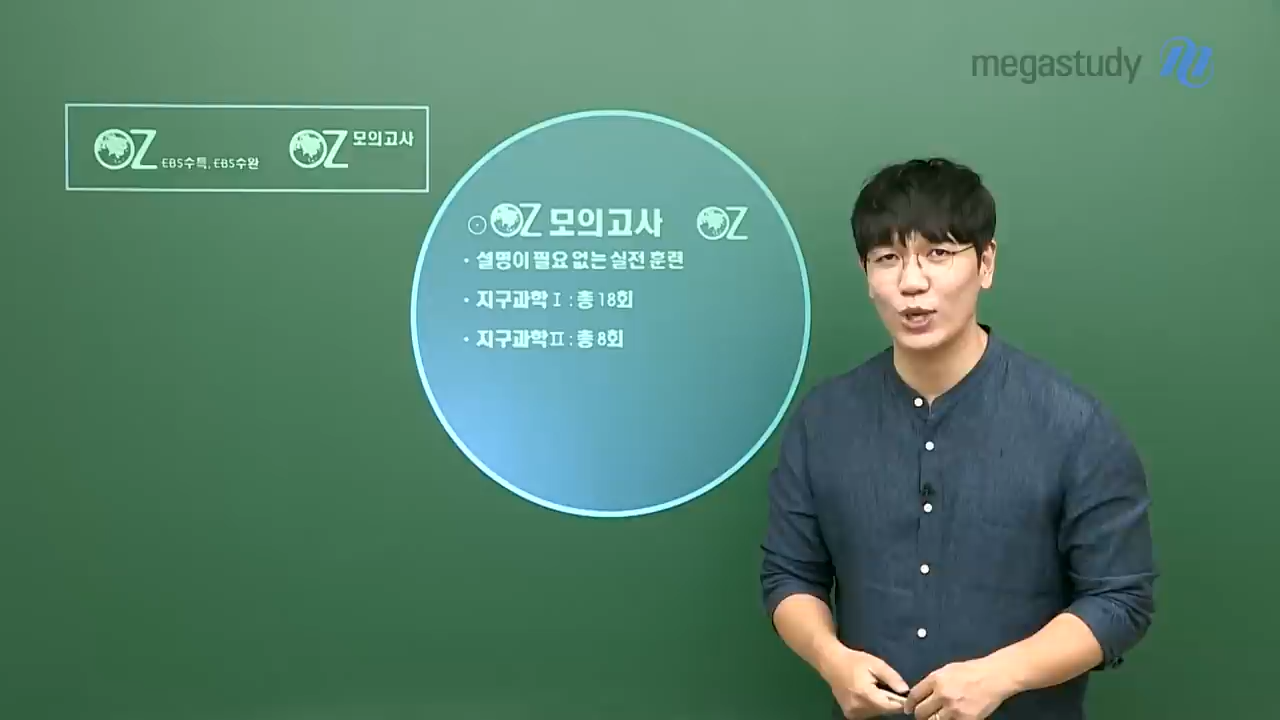 megastudy
OZ EBS수특, EBS수완
OZ 모의고사
OZ 모의고사 OZ
· 설명이 필요 없는 실전 훈련
· 지구과학Ⅰ : 총 18회
· 지구과학Ⅱ : 총 8회